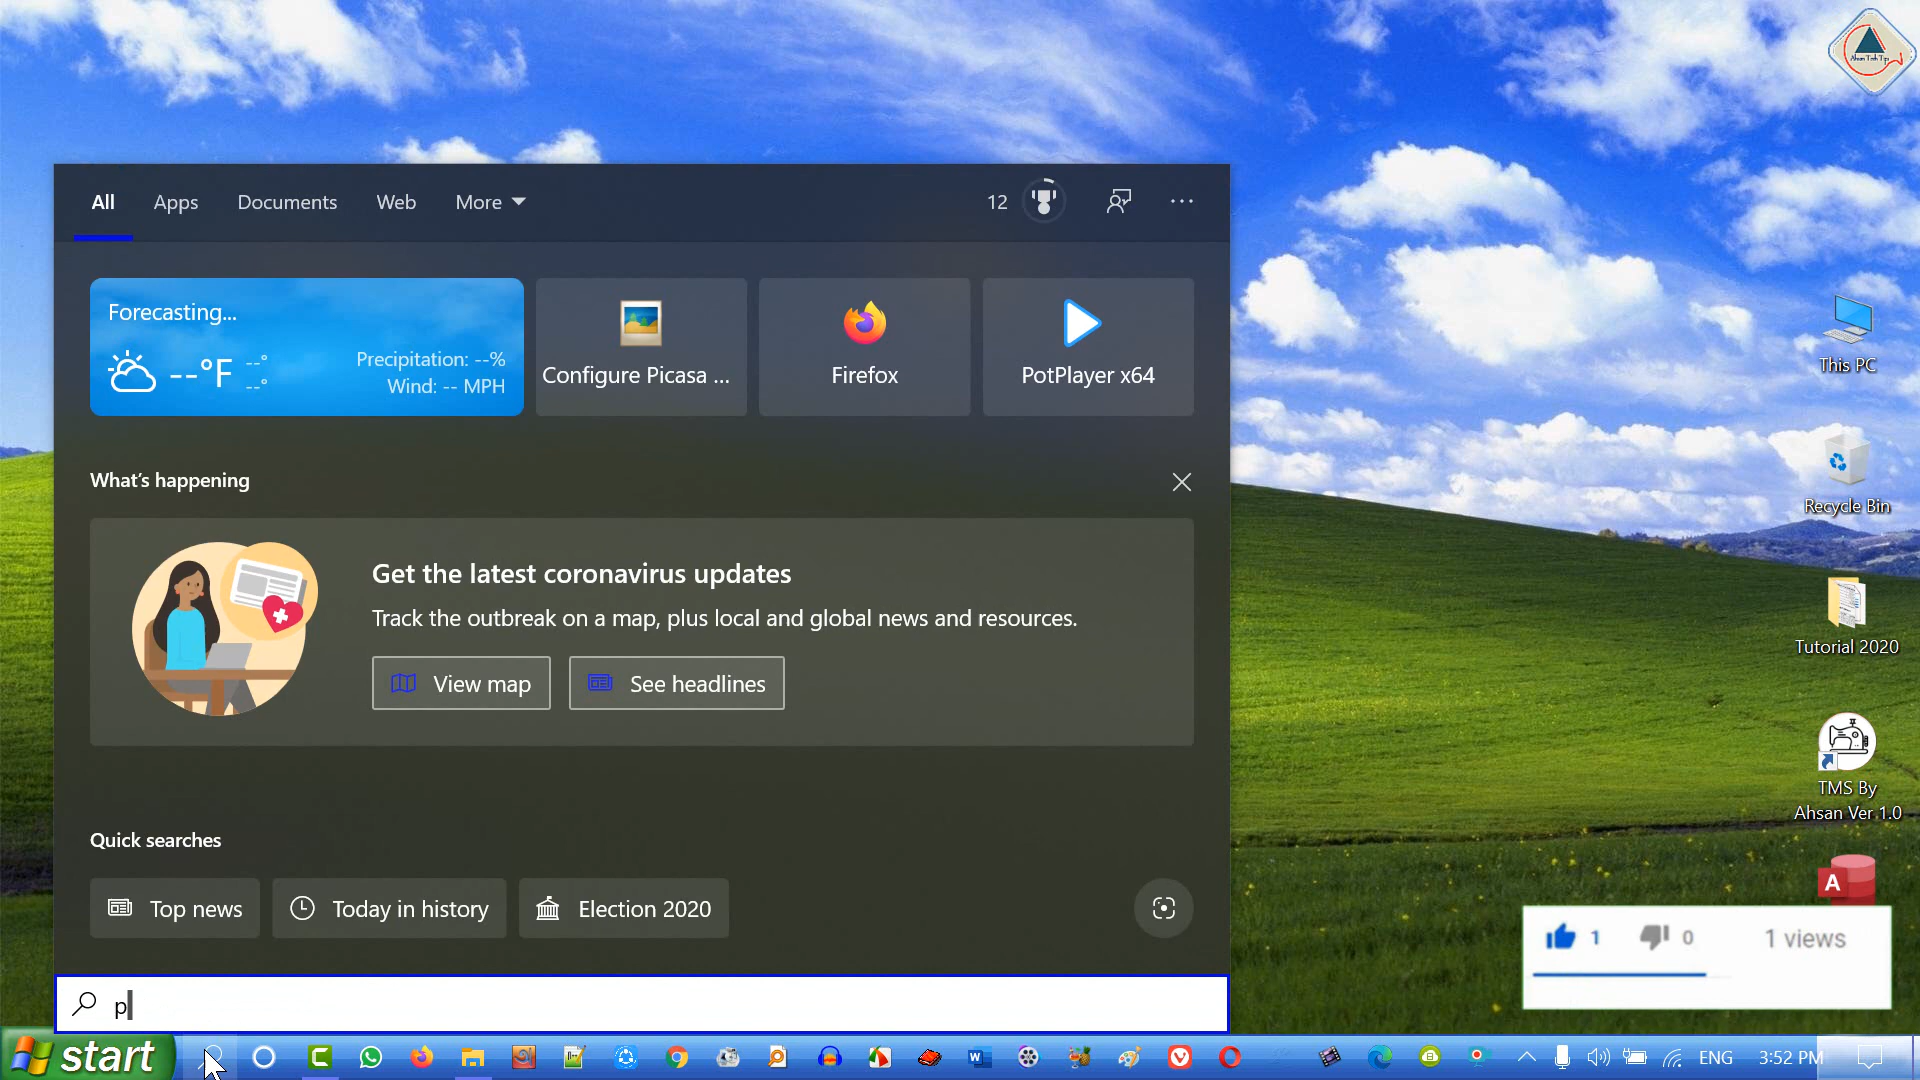 Ahsan Tech Tips
All Apps Documents Web More 12
Forecasting...
--°F --° --°
Precipitation: --%
Wind: -- MPH
Configure Picasa ...
Firefox
PotPlayer x64
What's happening
Get the latest coronavirus updates
Track the outbreak on a map, plus local and global news and resources.
View map See headlines
Quick searches
Top news Today in history Election 2020
p
This PC
Recycle Bin
Tutorial 2020
TMS By
Ahsan Ver 1.0
A
1 0 1 views
start W ENG 3:52 PM